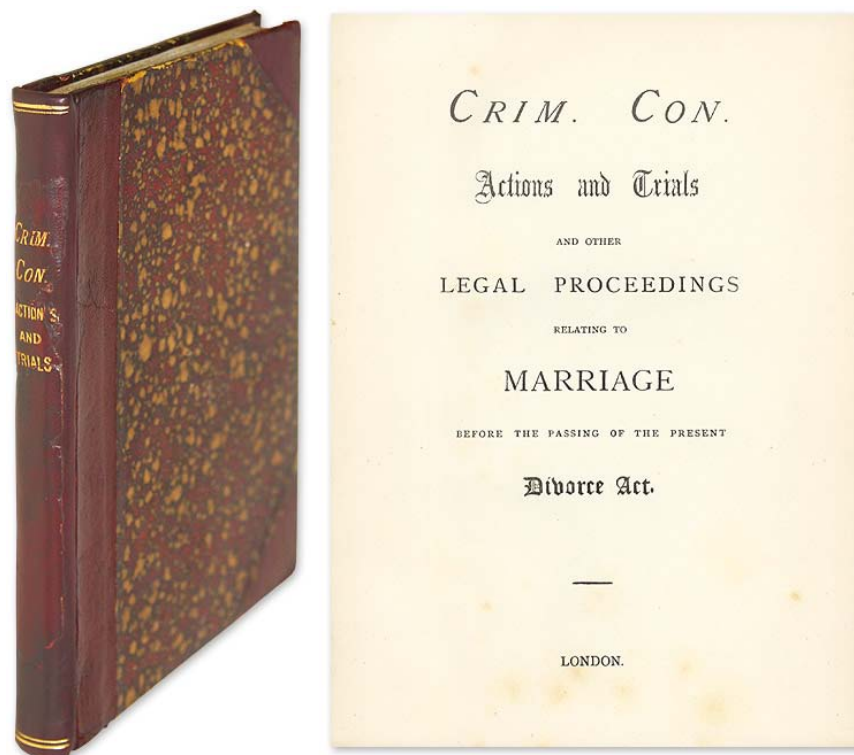 CRIM.
CON.
ACTIONS
AND
TRIALS
CRIM. CON.
Actions and Trials
AND OTHER
LEGAL PROCEEDINGS
RELATING TO
MARRIAGE
BEFORE THE PASSING OF THE PRESENT
Divorce Act.
LONDON.